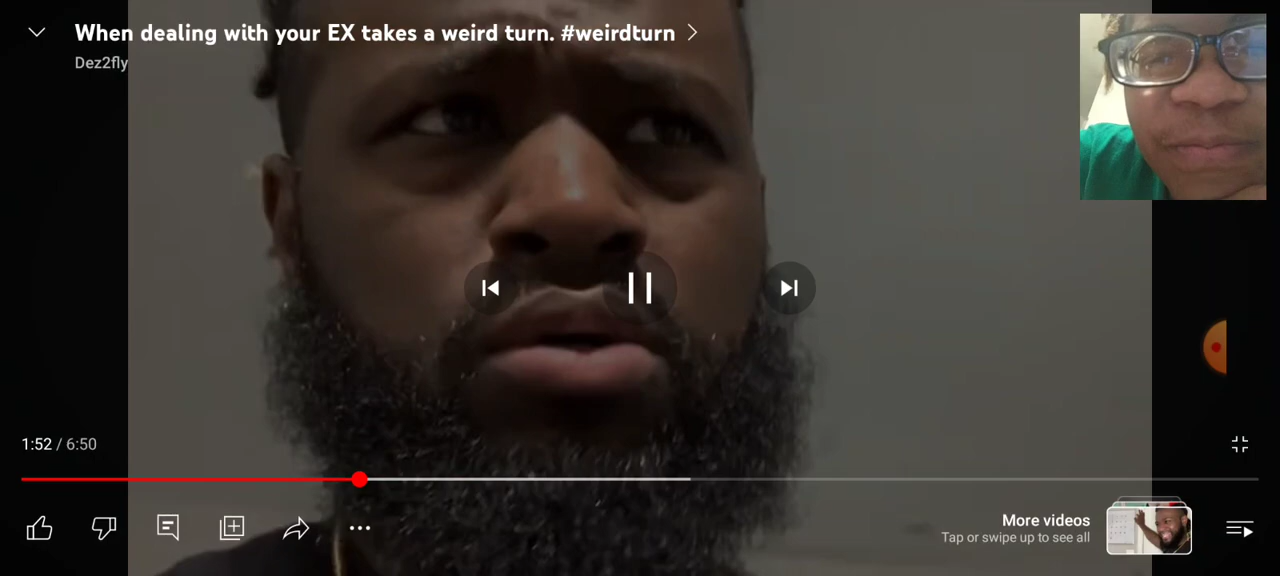 When dealing with your EX takes a weird turn. #weirdturn
Dez2fly
1:52 / 6:50
More videos
Tap or swipe up to see all